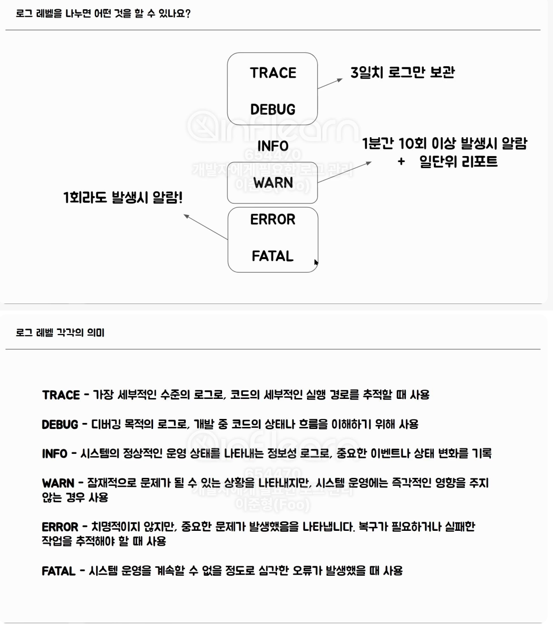 로그 레벨을 나누면 어떤 것을 할 수 있나요?
TRACE
3일치 로그만 보관
DEBUG
INFO
1분간 10회 이상 발생시 알람
+ 일단위 리포트
WARN
1회라도 발생시 알람!
ERROR
FATAL
inflearn
654470
로그 레벨 각각의 의미
TRACE - 가장 세부적인 수준의 로그로, 코드의 세부적인 실행 경로를 추적할 때 사용
DEBUG - 디버깅 목적의 로그로, 개발 중 코드의 상태나 흐름을 이해하기 위해 사용
INFO - 시스템의 정상적인 운영 상태를 나타내는 정보성 로그로, 중요한 이벤트나 상태 변화를 기록
WARN - 잠재적으로 문제가 될 수 있는 상황을 나타내지만, 시스템 운영에는 즉각적인 영향을 주지
않는 경우 사용
ERROR - 치명적이지 않지만, 중요한 문제가 발생했음을 나타냅니다. 복구가 필요하거나 실패한
작업을 추적해야 할 때 사용
FATAL - 시스템 운영을 계속할 수 없을 정도로 심각한 오류가 발생했을 때 사용
inflearn
654470
이준형(Foo)